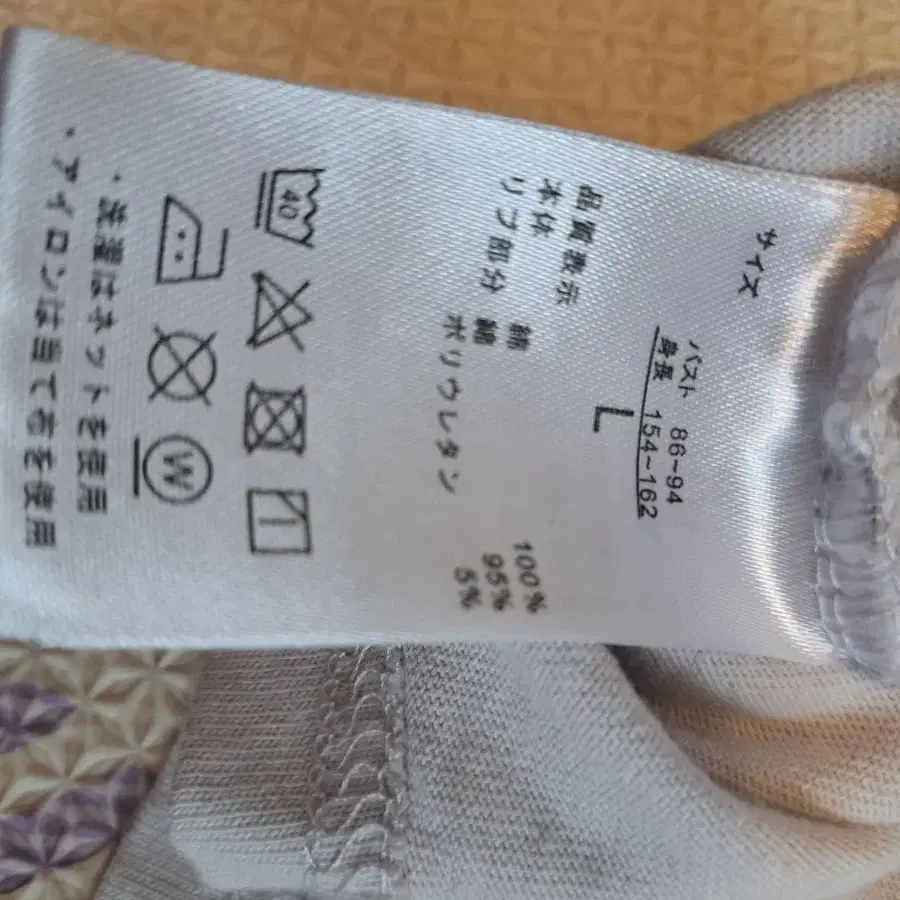 サイズ
バスト 86~94
身長 154~162
L
品質表示
本体 綿 100%
リブ部分 綿 95%
ポリウレタン 5%
40
W
・洗濯はネットを使用
・アイロンは当て布を使用